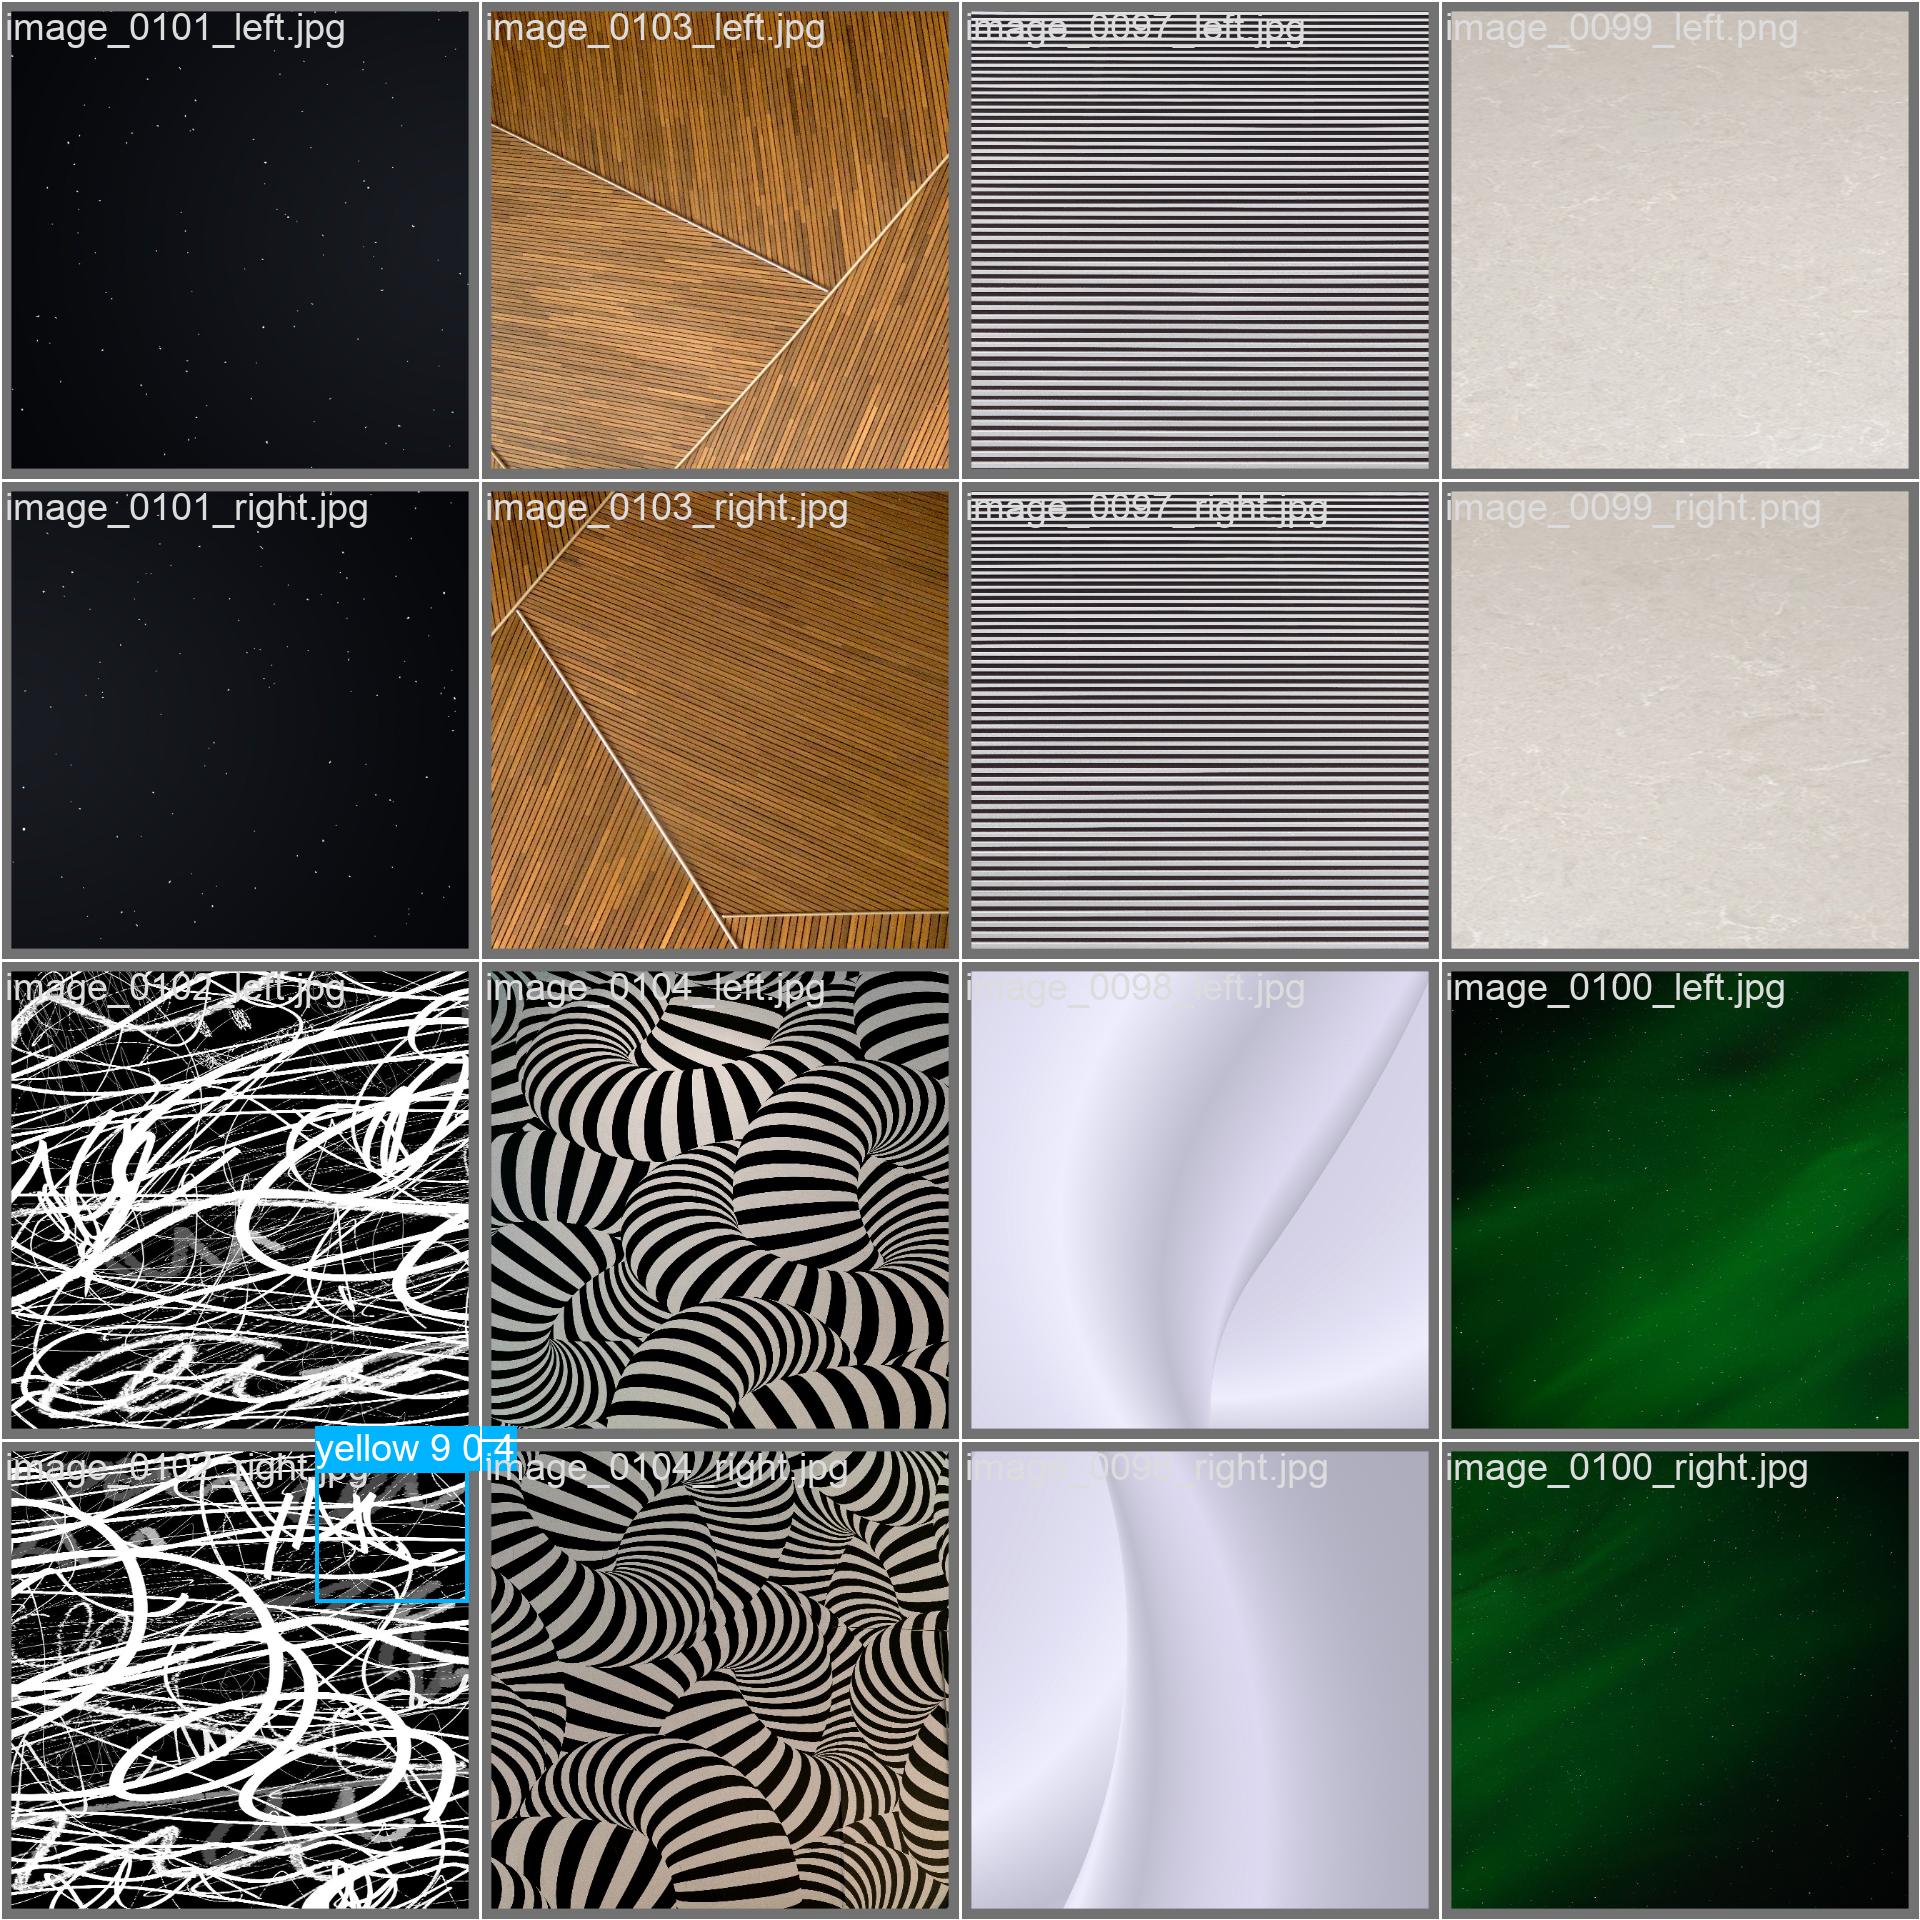 image_0101_left.jpg
image_0103_left.jpg
image_0097_left.jpg
image_0099_left.png
image_0101_right.jpg
image_0103_right.jpg
image_0097_right.jpg
image_0099_right.png
image_0102_left.jpg
image_0104_left.jpg
image_0098_left.jpg
image_0100_left.jpg
yellow 9 0.4
image_0102_right.jpg
image_0104_right.jpg
image_0098_right.jpg
image_0100_right.jpg